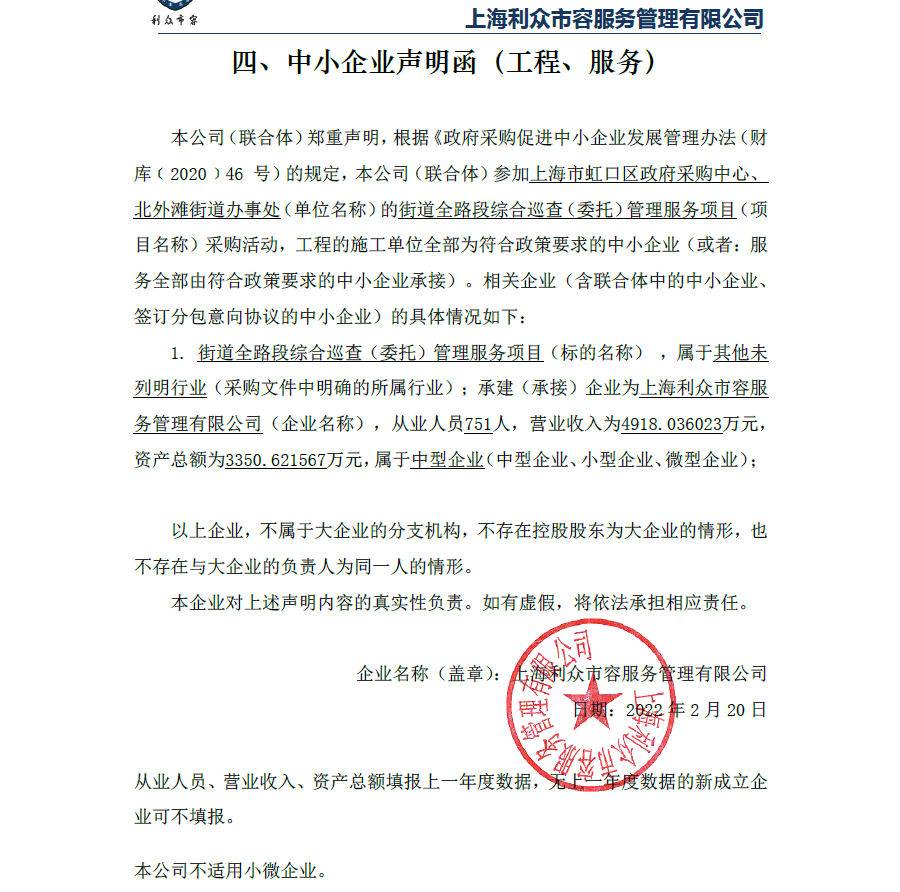 利众市容
上海利众市容服务管理有限公司
四、中小企业声明函（工程、服务）
本公司（联合体）郑重声明，根据《政府采购促进中小企业发展管理办法（财
库﹝2020﹞46 号）的规定，本公司（联合体）参加上海市虹口区政府采购中心、
北外滩街道办事处（单位名称）的街道全路段综合巡查（委托）管理服务项目（项
目名称）采购活动，工程的施工单位全部为符合政策要求的中小企业（或者：服
务全部由符合政策要求的中小企业承接）。相关企业（含联合体中的中小企业、
签订分包意向协议的中小企业）的具体情况如下：
1. 街道全路段综合巡查（委托）管理服务项目（标的名称） ，属于其他未
列明行业（采购文件中明确的所属行业）；承建（承接）企业为上海利众市容服
务管理有限公司（企业名称），从业人员751人，营业收入为4918.036023万元，
资产总额为3350.621567万元，属于中型企业（中型企业、小型企业、微型企业）；
以上企业，不属于大企业的分支机构，不存在控股股东为大企业的情形，也
不存在与大企业的负责人为同一人的情形。
本企业对上述声明内容的真实性负责。如有虚假，将依法承担相应责任。
企业名称（盖章）：上海利众市容服务管理有限公司
日期：2022 年 2 月 20 日
上海利众市容服务管理有限公司
从业人员、营业收入、资产总额填报上一年度数据，无上一年度数据的新成立企
业可不填报。
本公司不适用小微企业。